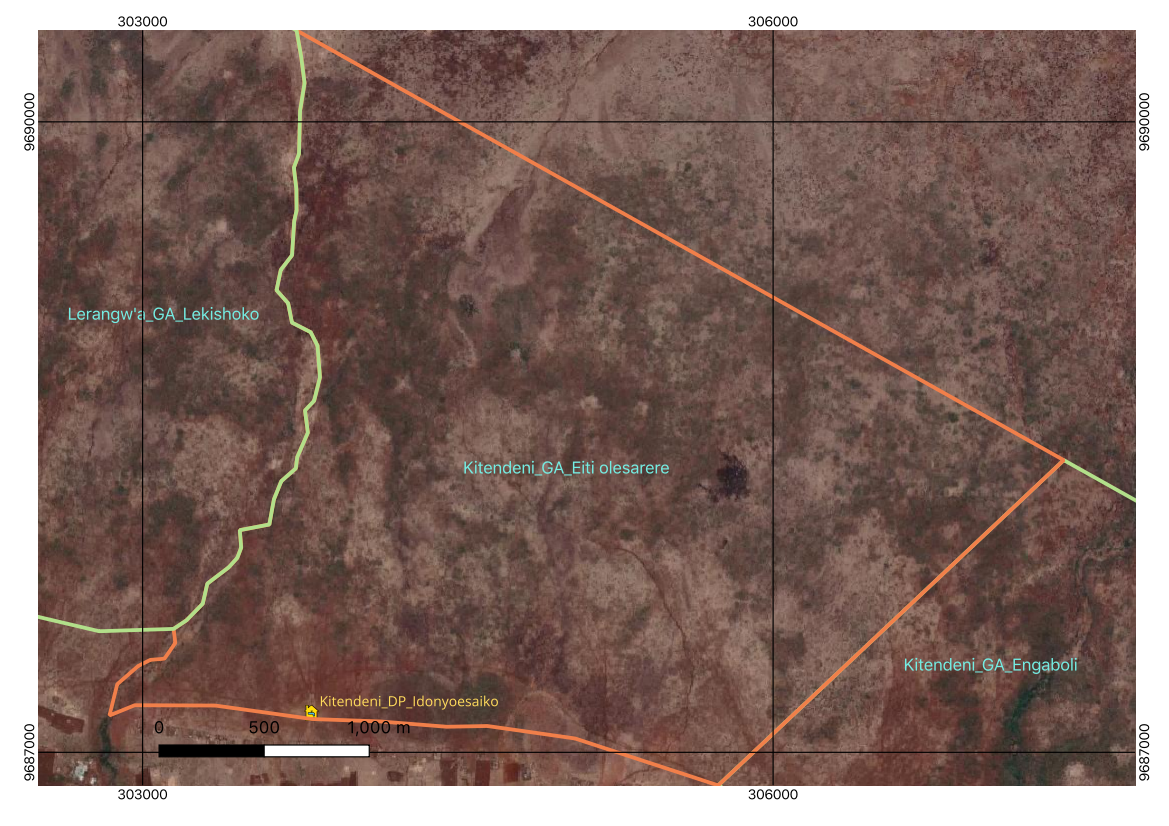 303000
306000
9690000
9690000
Lerangw'a_GA_Lekishoko
Kitendeni_GA_Eiti olesarere
Kitendeni_GA_Engaboli
Kitendeni_DP_Idonyoesaiko
0
500
1,000 m
9687000
9687000
303000
306000